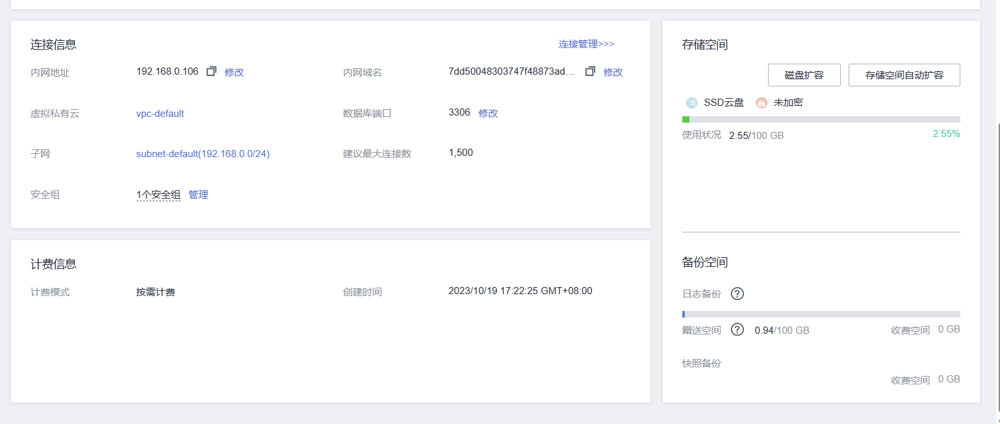 连接信息
连接管理>>>
内网地址 192.168.0.106 修改 内网域名 7dd50048303747f48873ad... 修改
虚拟私有云 vpc-default 数据库端口 3306 修改
子网 subnet-default(192.168.0.0/24) 建议最大连接数 1,500
安全组 1个安全组 管理
计费信息
计费模式 按需计费 创建时间 2023/10/19 17:22:25 GMT+08:00
存储空间
磁盘扩容 存储空间自动扩容
SSD云盘 未加密
使用状况 2.55/100 GB 2.55%
备份空间
日志备份 ?
赠送空间 ? 0.94/100 GB 收费空间 0 GB
快照备份
收费空间 0 GB